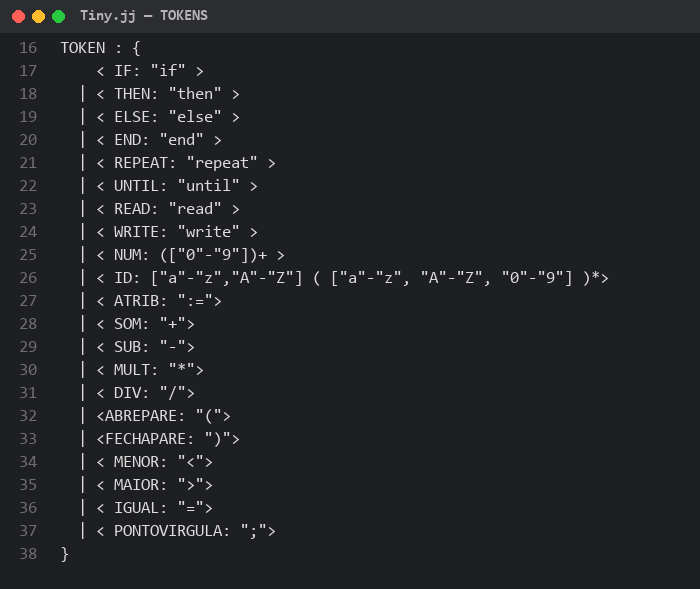 Tiny.jj — TOKENS
16 TOKEN : {
17     < IF: "if" >
18   | < THEN: "then" >
19   | < ELSE: "else" >
20   | < END: "end" >
21   | < REPEAT: "repeat" >
22   | < UNTIL: "until" >
23   | < READ: "read" >
24   | < WRITE: "write" >
25   | < NUM: (["0"-"9"])+ >
26   | < ID: ["a"-"z","A"-"Z"] ( ["a"-"z", "A"-"Z", "0"-"9"] )*>
27   | < ATRIB: ":=">
28   | < SOM: "+">
29   | < SUB: "-">
30   | < MULT: "*">
31   | < DIV: "/">
32   | <ABREPARE: "(">
33   | <FECHAPARE: ")">
34   | < MENOR: "<">
35   | < MAIOR: ">">
36   | < IGUAL: "=">
37   | < PONTOVIRGULA: ";">
38 }